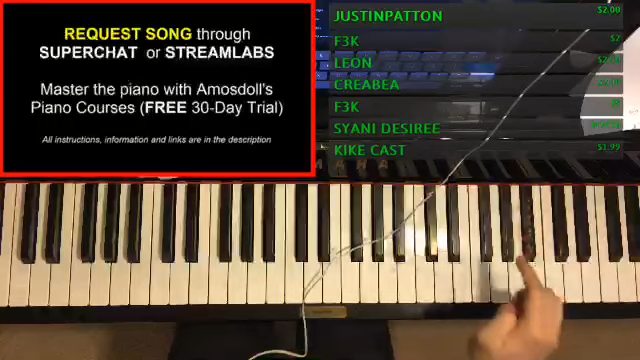 REQUEST SONG through
SUPERCHAT or STREAMLABS
Master the piano with Amosdoll's
Piano Courses (FREE 30-Day Trial)
All instructions, information and links are in the description
JUSTINPATTON $2.00
F3K $2
LEON
CREABEA
F3K
SYANI DESIREE
KIKE CAST $1.99